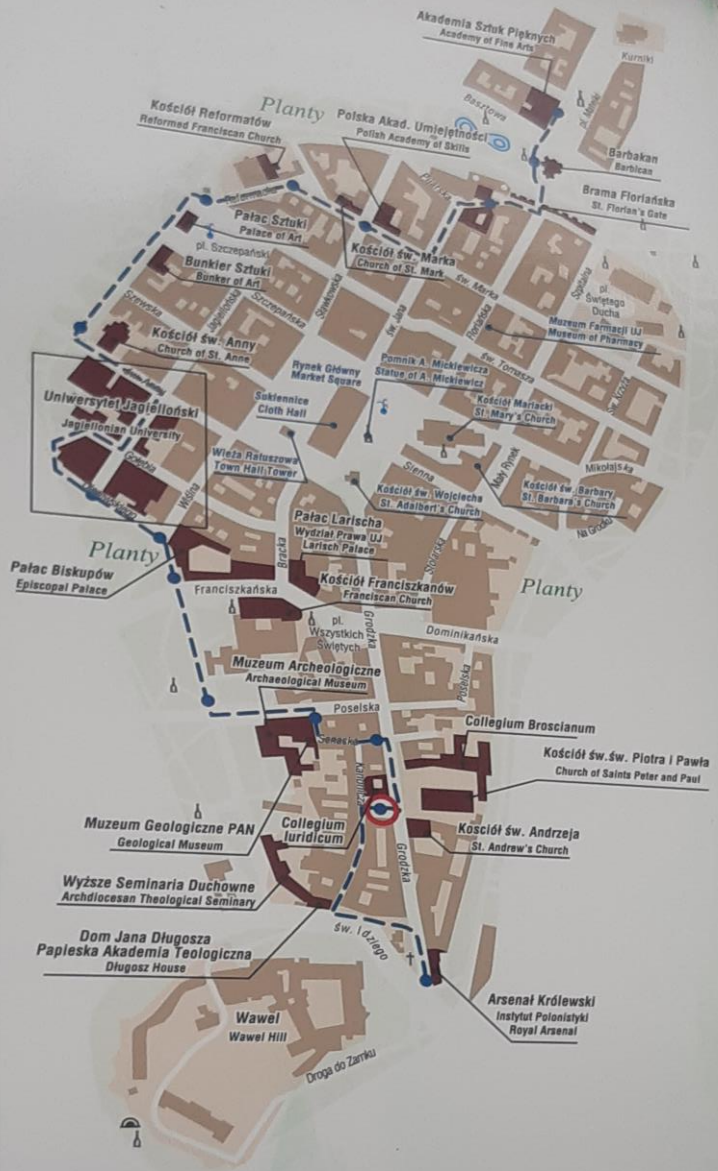 Akademia Sztuk Pięknych
Academy of Fine Arts
Kurniki
Basztowa
pl. Matejki
Planty
Kościół Reformatów
Reformed Franciscan Church
Polska Akad. Umiejętności
Polish Academy of Skills
Barbakan
Barbican
Brama Floriańska
St. Florian's Gate
Reformacka
Pijarska
Pałac Sztuki
Palace of Art
pl. Szczepański
Kościół św. Marka
Church of St. Mark
św. Marka
Szpitalna
pl.
Świętego
Ducha
Bunkier Sztuki
Bunker of Art
Szewska
Jagiellońska
Szczepańska
Sławkowska
św. Jana
Floriańska
Muzeum Farmacji UJ
Museum of Pharmacy
św. Tomasza
św. Krzyża
Kościół św. Anny
Church of St. Anne
Rynek Główny
Market Square
Pomnik A. Mickiewicza
Statue of A. Mickiewicz
Sukiennice
Cloth Hall
Kościół Mariacki
St. Mary's Church
Uniwersytet Jagielloński
Jagiellonian University
Gołębia
Wiślna
Wieża Ratuszowa
Town Hall Tower
Sienna
Mały Rynek
Mikołajska
Kościół św. Wojciecha
St. Adalbert's Church
Kościół św. Barbary
St. Barbara's Church
Na Gródku
Pałac Larischa
Wydział Prawa UJ
Larisch Palace
Bracka
Stolarska
Planty
Pałac Biskupów
Episcopal Palace
Franciszkańska
Kościół Franciszkanów
Franciscan Church
Planty
pl.
Wszystkich
Świętych
Grodzka
Dominikańska
Muzeum Archeologiczne
Archaeological Museum
Poselska
Poselska
Senacka
Kanonicza
Collegium Broscianum
Kościół św.św. Piotra i Pawła
Church of Saints Peter and Paul
Muzeum Geologiczne PAN
Geological Museum
Collegium
Iuridicum
Kosciół św. Andrzeja
St. Andrew's Church
Grodzka
Wyższe Seminaria Duchowne
Archdiocesan Theological Seminary
Dom Jana Długosza
Papieska Akademia Teologiczna
Długosz House
św. Idziego
Arsenał Królewski
Instytut Polonistyki
Royal Arsenal
Wawel
Wawel Hill
Droga do Zamku